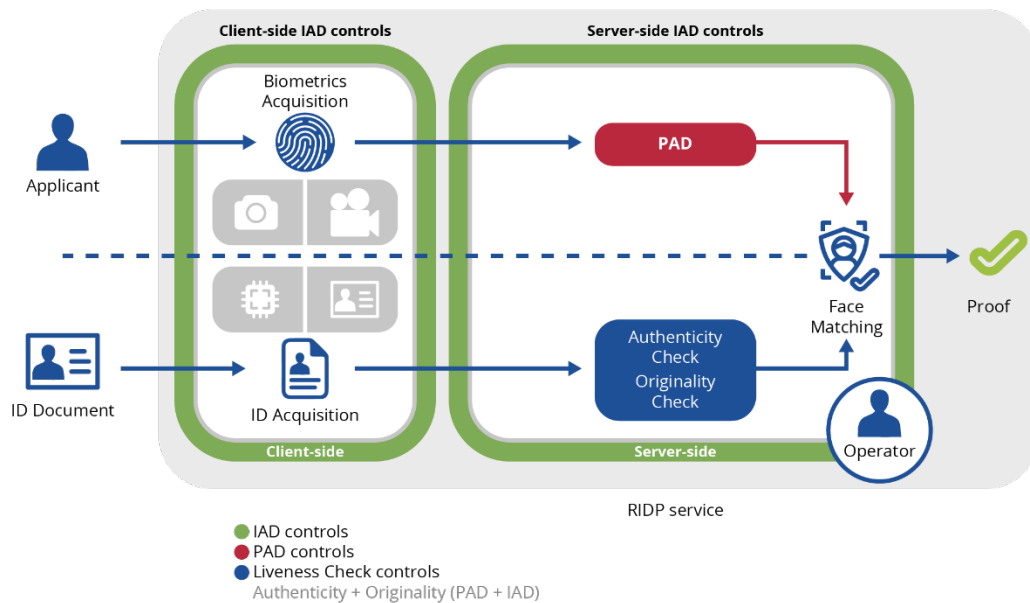 Client-side IAD controls
Server-side IAD controls
Biometrics
Acquisition
PAD
Applicant
Face
Matching
Proof
Authenticity
Check
Originality
Check
ID Document
ID Acquisition
Operator
Client-side
Server-side
RIDP service
IAD controls
PAD controls
Liveness Check controls
Authenticity + Originality (PAD + IAD)